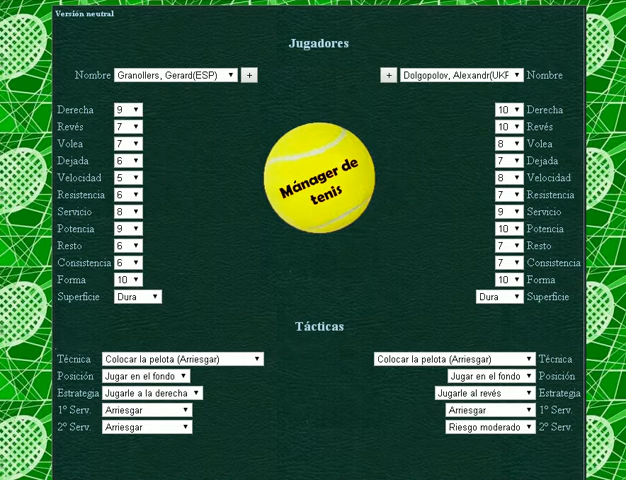 Versión neutral
Jugadores
Nombre Granollers, Gerard(ESP) + + Dolgopolov, Alexandr(UKR Nombre
Derecha 9 10 Derecha
Revés 7 10 Revés
Volea 7 8 Volea
Dejada 6 7 Dejada
Velocidad 5 8 Velocidad
Resistencia 6 7 Resistencia
Servicio 8 9 Servicio
Potencia 9 10 Potencia
Resto 6 7 Resto
Consistencia 6 7 Consistencia
Forma 10 10 Forma
Superficie Dura Dura Superficie
Mánager de
tenis
Tácticas
Técnica Colocar la pelota (Arriesgar) Colocar la pelota (Arriesgar) Técnica
Posición Jugar en el fondo Jugar en el fondo Posición
Estrategia Jugarle a la derecha Jugarle al revés Estrategia
1º Serv. Arriesgar Arriesgar 1º Serv.
2º Serv. Arriesgar Riesgo moderado 2º Serv.